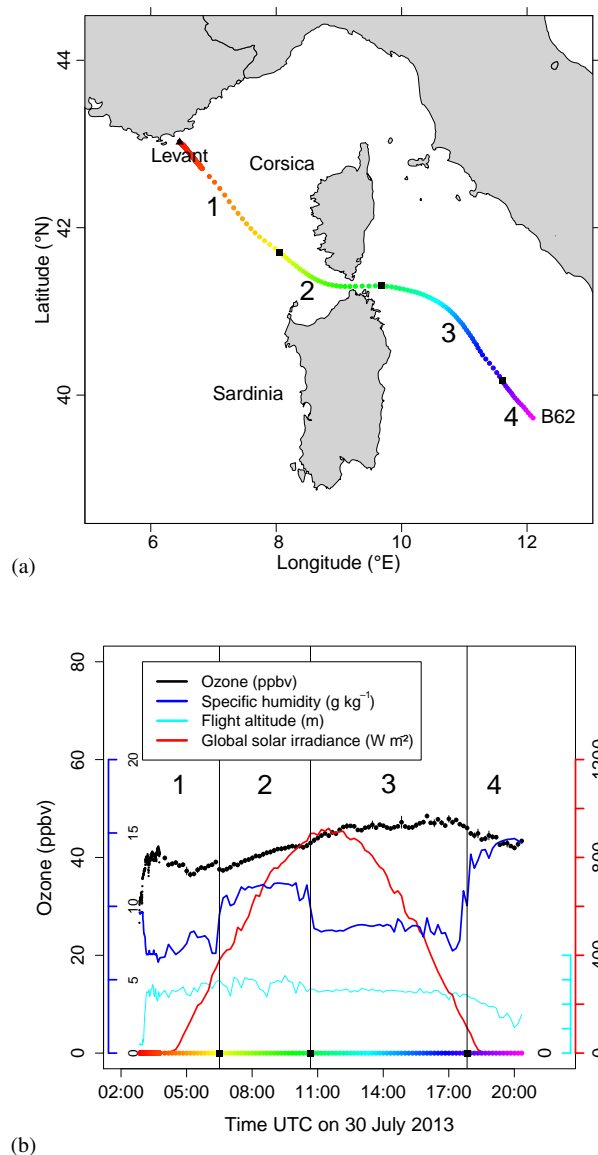 44
42
40
Latitude (°N)
Levant
Corsica
1
2
3
Sardinia
4
B62
6
8
10
12
Longitude (°E)
(a)
80
60
40
20
0
Ozone (ppbv)
Ozone (ppbv)
Specific humidity (g kg⁻¹)
Flight altitude (m)
Global solar irradiance (W m⁻²)
1
2
3
4
20
15
10
5
0
0
1200
800
400
0
02:00
05:00
08:00
11:00
14:00
17:00
20:00
Time UTC on 30 July 2013
(b)